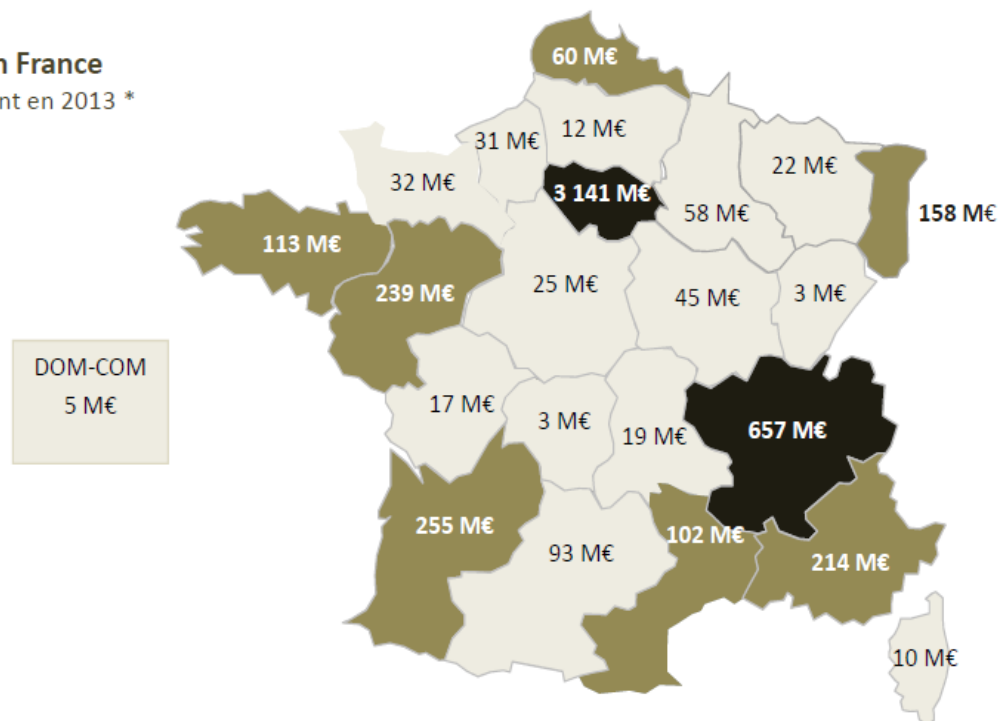 n France
nt en 2013 *
60 M€
31 M€
12 M€
22 M€
32 M€
3 141 M€
58 M€
158 M€
113 M€
239 M€
25 M€
45 M€
3 M€
DOM-COM
5 M€
17 M€
3 M€
19 M€
657 M€
255 M€
93 M€
102 M€
214 M€
10 M€